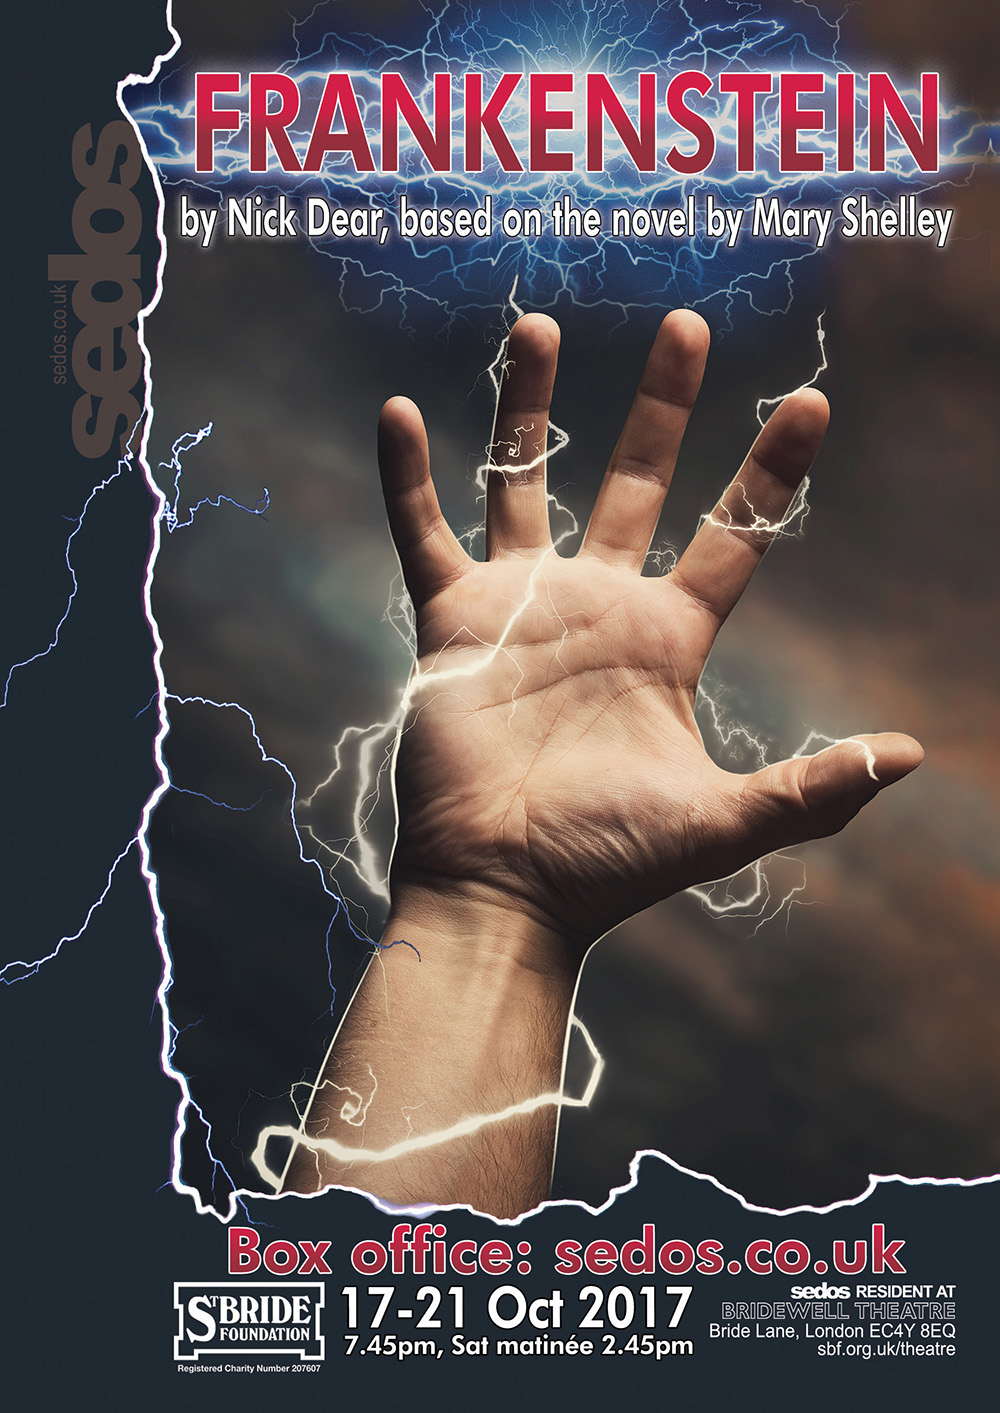 FRANKENSTEIN
by Nick Dear, based on the novel by Mary Shelley
sedos
sedos.co.uk
Box office: sedos.co.uk
ST BRIDE
FOUNDATION
Registered Charity Number 207607
17-21 Oct 2017
7.45pm, Sat matinée 2.45pm
sedos RESIDENT AT
BRIDEWELL THEATRE
Bride Lane, London EC4Y 8EQ
sbf.org.uk/theatre